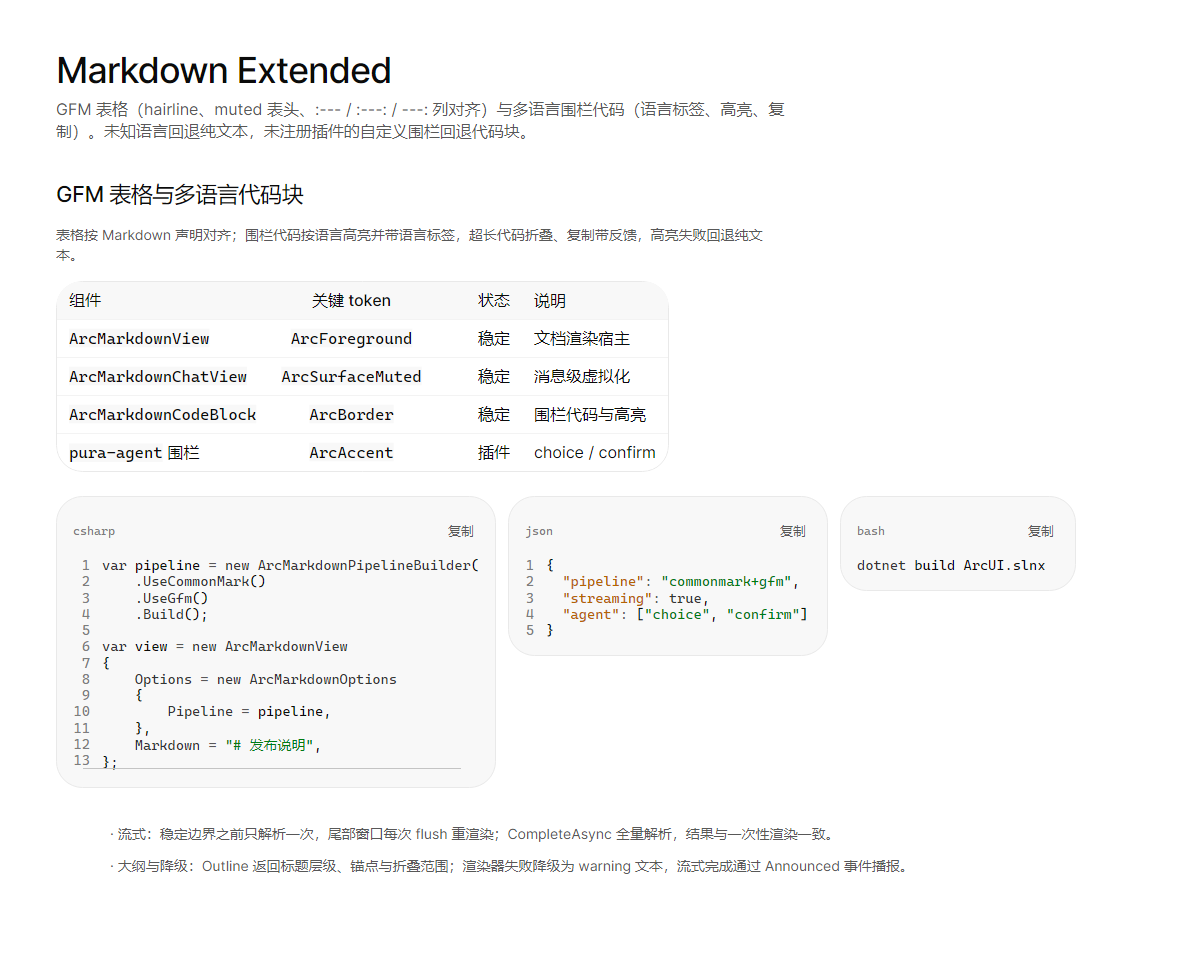 Markdown Extended
GFM 表格（hairline、muted 表头、:--- / :---: / ---: 列对齐）与多语言围栏代码（语言标签、高亮、复
制）。未知语言回退纯文本，未注册插件的自定义围栏回退代码块。
GFM 表格与多语言代码块
表格按 Markdown 声明对齐；围栏代码按语言高亮并带语言标签，超长代码折叠、复制带反馈，高亮失败回退纯文
本。
组件 关键 token 状态 说明
ArcMarkdownView ArcForeground 稳定 文档渲染宿主
ArcMarkdownChatView ArcSurfaceMuted 稳定 消息级虚拟化
ArcMarkdownCodeBlock ArcBorder 稳定 围栏代码与高亮
pura-agent 围栏 ArcAccent 插件 choice / confirm
csharp 复制
1 var pipeline = new ArcMarkdownPipelineBuilder(
2     .UseCommonMark()
3     .UseGfm()
4     .Build();
5
6 var view = new ArcMarkdownView
7 {
8     Options = new ArcMarkdownOptions
9     {
10         Pipeline = pipeline,
11     },
12     Markdown = "# 发布说明",
13 };
json 复制
1 {
2   "pipeline": "commonmark+gfm",
3   "streaming": true,
4   "agent": ["choice", "confirm"]
5 }
bash 复制
dotnet build ArcUI.slnx
· 流式：稳定边界之前只解析一次，尾部窗口每次 flush 重渲染；CompleteAsync 全量解析，结果与一次性渲染一致。
· 大纲与降级：Outline 返回标题层级、锚点与折叠范围；渲染器失败降级为 warning 文本，流式完成通过 Announced 事件播报。